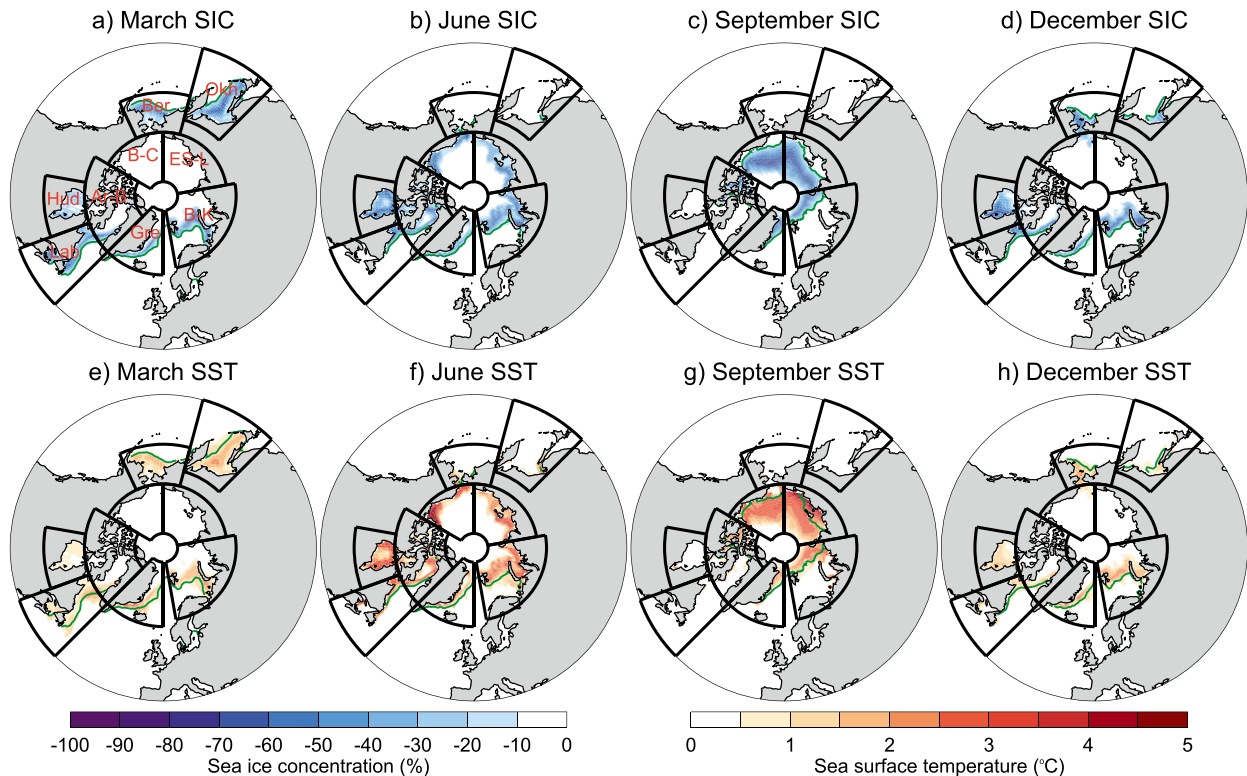 a) March SIC
b) June SIC
c) September SIC
d) December SIC
Ber
Okh
B-C
ES-L
Hud
Ar-B
B-K
Gre
Lab
e) March SST
f) June SST
g) September SST
h) December SST
-100 -90 -80 -70 -60 -50 -40 -30 -20 -10 0
Sea ice concentration (%)
0 1 2 3 4 5
Sea surface temperature (°C)